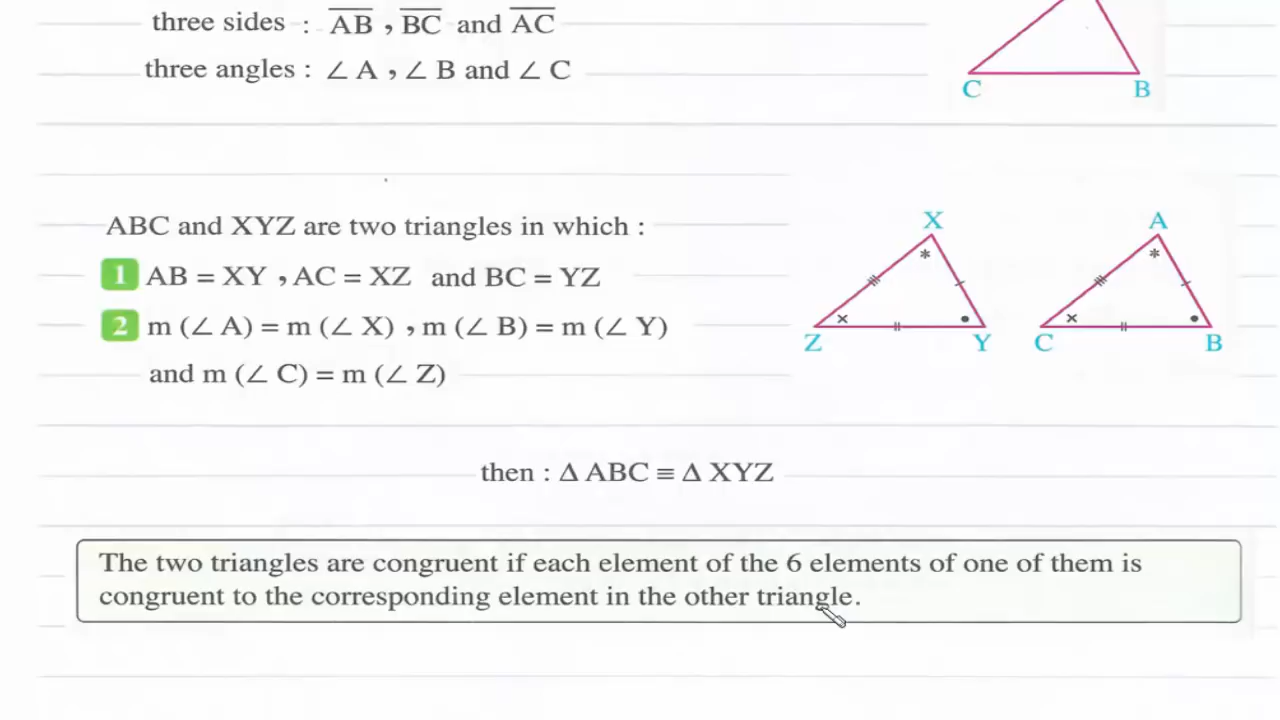 three sides : AB , BC and AC
three angles : ∠ A , ∠ B and ∠ C
C B
ABC and XYZ are two triangles in which :
1 AB = XY , AC = XZ and BC = YZ
2 m (∠ A) = m (∠ X) , m (∠ B) = m (∠ Y)
and m (∠ C) = m (∠ Z)
X A
Z Y C B
then : Δ ABC ≡ Δ XYZ
The two triangles are congruent if each element of the 6 elements of one of them is
congruent to the corresponding element in the other triangle.